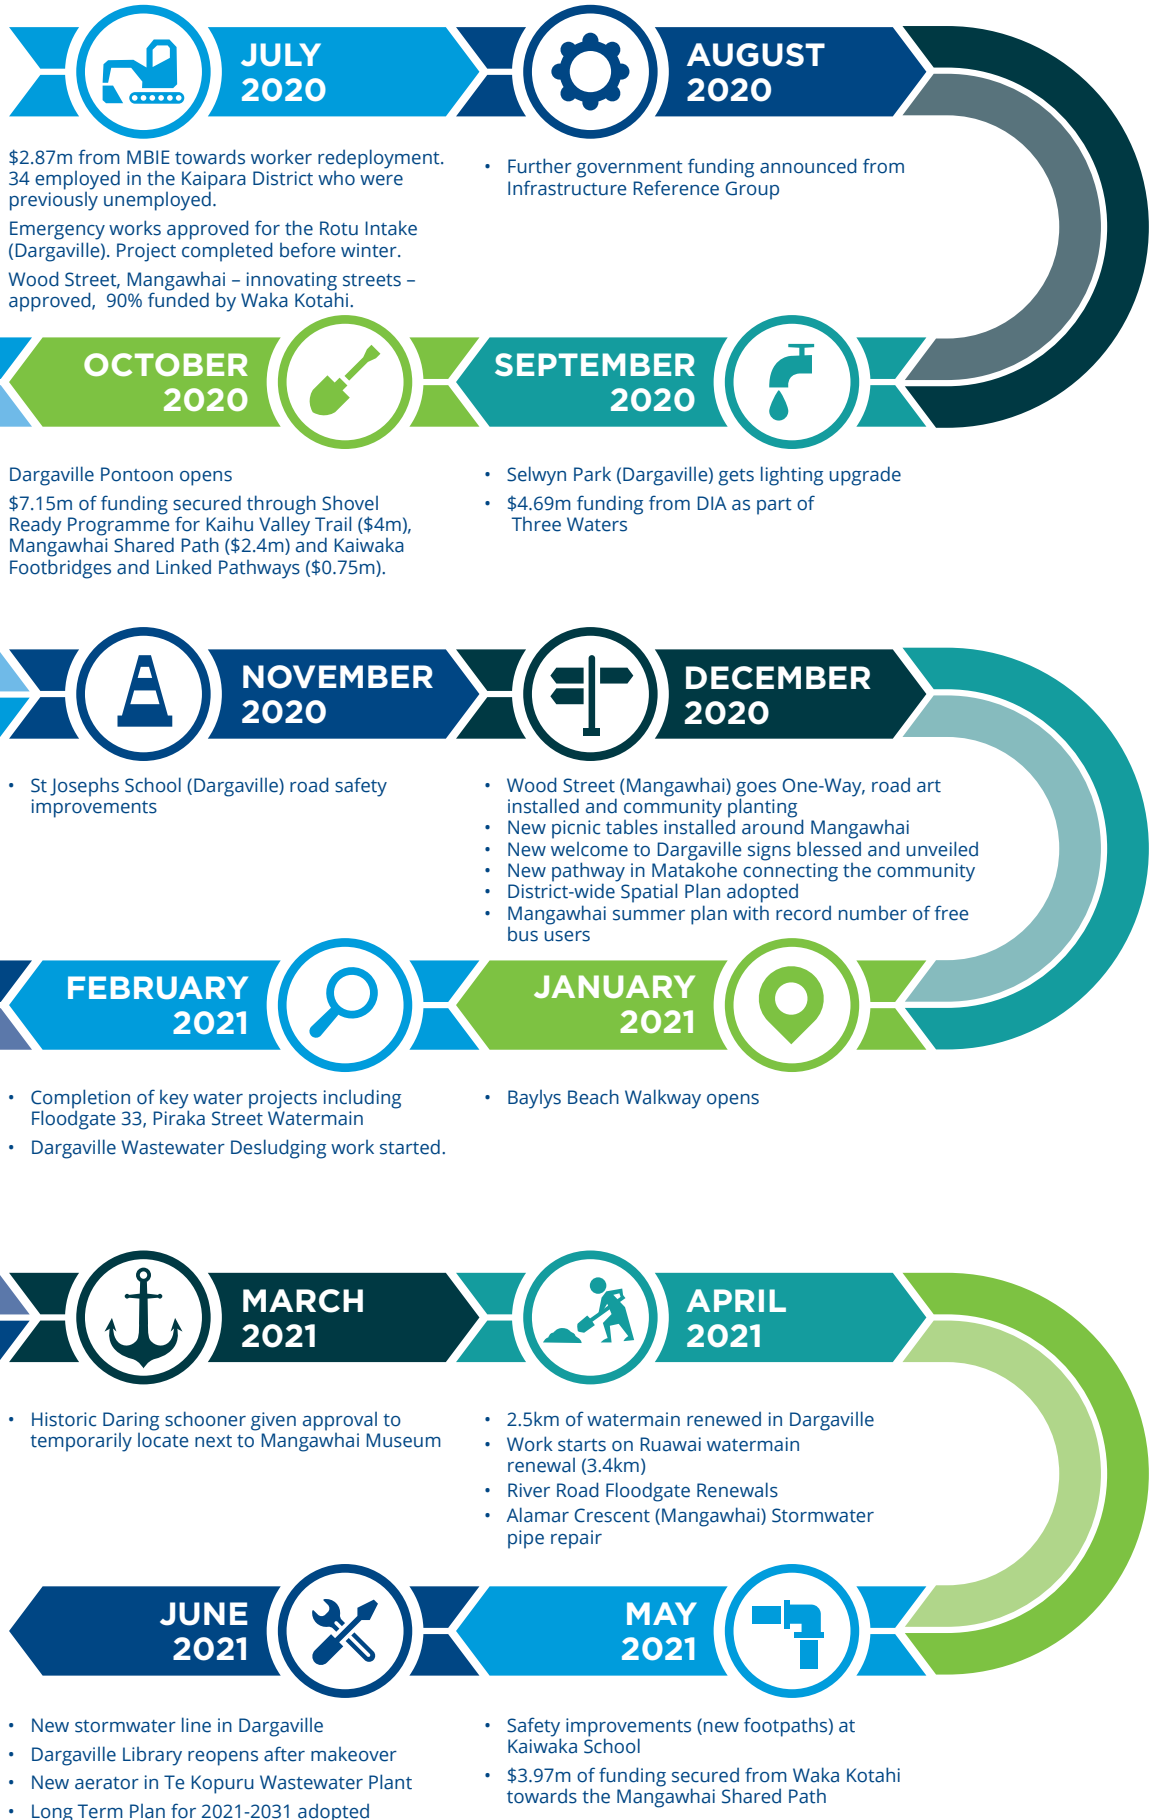 JULY
2020
$2.87m from MBIE towards worker redeployment.
34 employed in the Kaipara District who were
previously unemployed.
Emergency works approved for the Rotu Intake
(Dargaville). Project completed before winter.
Wood Street, Mangawhai – innovating streets –
approved, 90% funded by Waka Kotahi.
AUGUST
2020
• Further government funding announced from
Infrastructure Reference Group
SEPTEMBER
2020
• Selwyn Park (Dargaville) gets lighting upgrade
• $4.69m funding from DIA as part of
Three Waters
OCTOBER
2020
Dargaville Pontoon opens
$7.15m of funding secured through Shovel
Ready Programme for Kaihu Valley Trail ($4m),
Mangawhai Shared Path ($2.4m) and Kaiwaka
Footbridges and Linked Pathways ($0.75m).
NOVEMBER
2020
• St Josephs School (Dargaville) road safety
improvements
DECEMBER
2020
• Wood Street (Mangawhai) goes One-Way, road art
installed and community planting
• New picnic tables installed around Mangawhai
• New welcome to Dargaville signs blessed and unveiled
• New pathway in Matakohe connecting the community
• District-wide Spatial Plan adopted
• Mangawhai summer plan with record number of free
bus users
JANUARY
2021
• Baylys Beach Walkway opens
FEBRUARY
2021
• Completion of key water projects including
Floodgate 33, Piraka Street Watermain
• Dargaville Wastewater Desludging work started.
MARCH
2021
• Historic Daring schooner given approval to
temporarily locate next to Mangawhai Museum
APRIL
2021
• 2.5km of watermain renewed in Dargaville
• Work starts on Ruawai watermain
renewal (3.4km)
• River Road Floodgate Renewals
• Alamar Crescent (Mangawhai) Stormwater
pipe repair
MAY
2021
• Safety improvements (new footpaths) at
Kaiwaka School
• $3.97m of funding secured from Waka Kotahi
towards the Mangawhai Shared Path
JUNE
2021
• New stormwater line in Dargaville
• Dargaville Library reopens after makeover
• New aerator in Te Kopuru Wastewater Plant
• Long Term Plan for 2021-2031 adopted